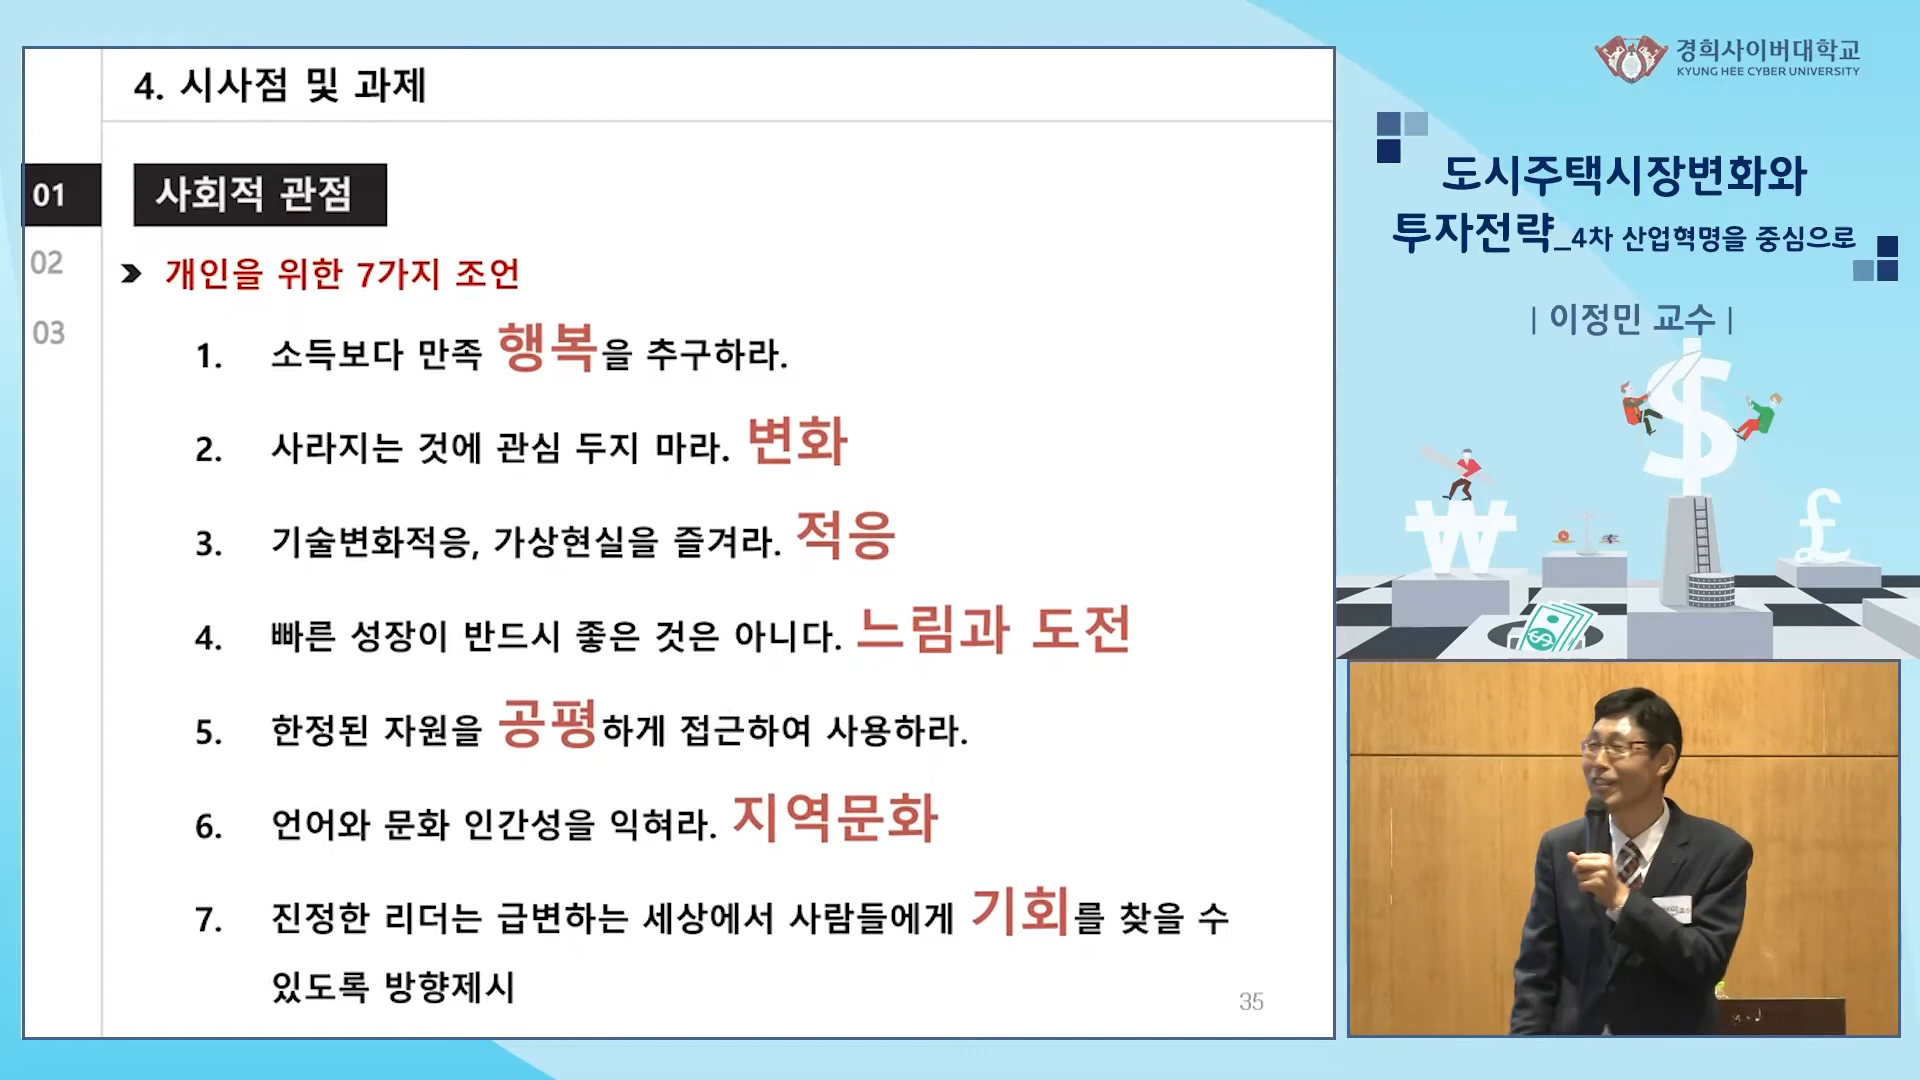 4. 시사점 및 과제
01
02
03
사회적 관점
개인을 위한 7가지 조언
1. 소득보다 만족 행복을 추구하라.
2. 사라지는 것에 관심 두지 마라. 변화
3. 기술변화적응, 가상현실을 즐겨라. 적응
4. 빠른 성장이 반드시 좋은 것은 아니다. 느림과 도전
5. 한정된 자원을 공평하게 접근하여 사용하라.
6. 언어와 문화 인간성을 익혀라. 지역문화
7. 진정한 리더는 급변하는 세상에서 사람들에게 기회를 찾을 수
있도록 방향제시
35
경희사이버대학교
KYUNG HEE CYBER UNIVERSITY
도시주택시장변화와
투자전략_4차 산업혁명을 중심으로
| 이정민 교수 |